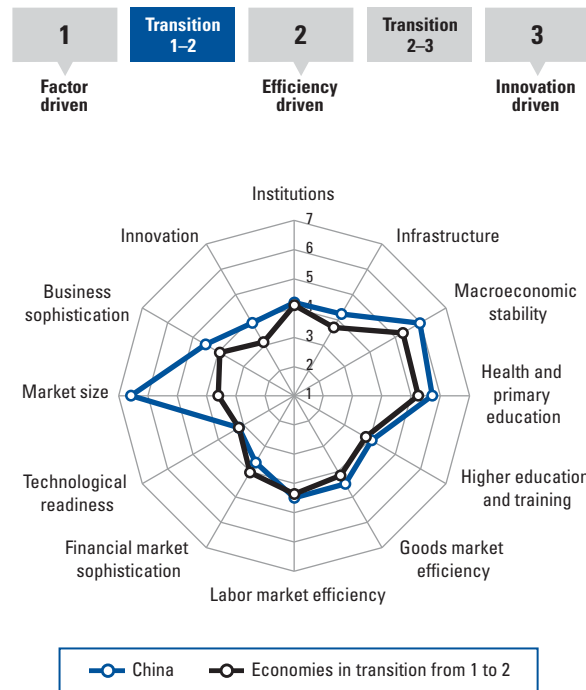 1
Transition
1–2
2
Transition
2–3
3
Factor
driven
Efficiency
driven
Innovation
driven
Institutions
7
Innovation
Infrastructure
6
5
Business
sophistication
Macroeconomic
stability
4
3
2
Market size
1
Health and
primary
education
Technological
readiness
Higher education
and training
Financial market
sophistication
Goods market
efficiency
Labor market efficiency
China
Economies in transition from 1 to 2